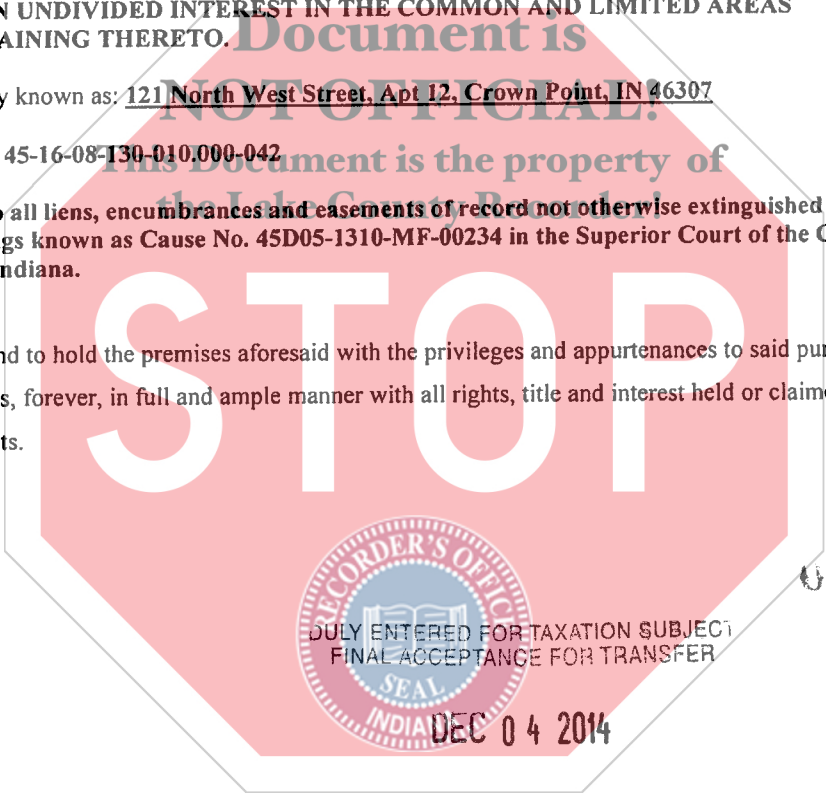 N UNDIVIDED INTEREST IN THE COMMON AND LIMITED AREAS
AINING THERETO.
Document is
y known as: 121 North West Street, Apt 12, Crown Point, IN 46307
NOT OFFICIAL!
45-16-08-130-010.000-042
This Document is the property of
the Lake County Recorder!
o all liens, encumbrances and easements of record not otherwise extinguished
gs known as Cause No. 45D05-1310-MF-00234 in the Superior Court of the C
ndiana.
STOP
nd to hold the premises aforesaid with the privileges and appurtenances to said pur
s, forever, in full and ample manner with all rights, title and interest held or claime
ts.
RECORDER'S OFFICE
DULY ENTERED FOR TAXATION SUBJECT
FINAL ACCEPTANCE FOR TRANSFER
SEAL
INDIANA
DEC 04 2014